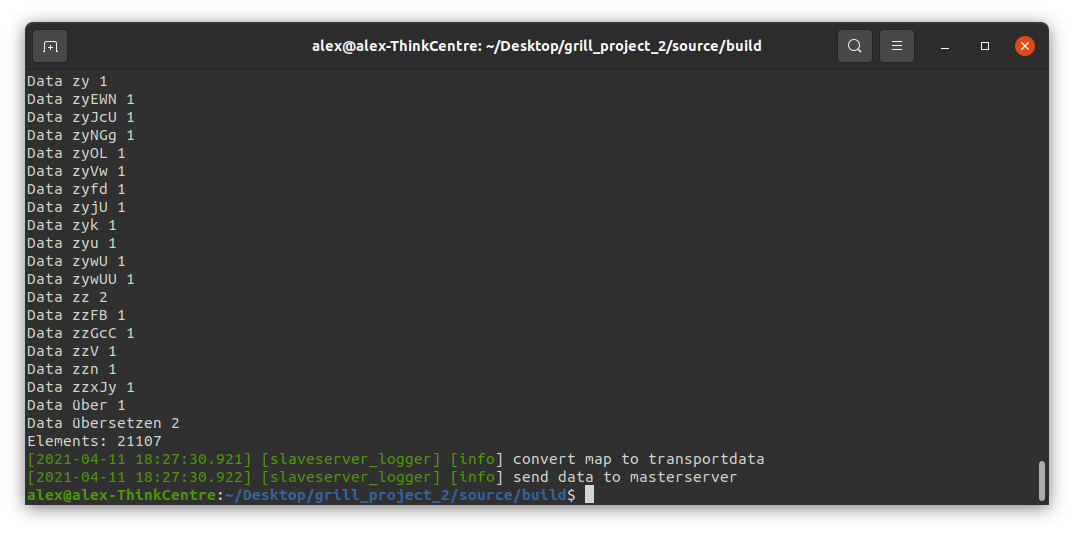 alex@alex-ThinkCentre: ~/Desktop/grill_project_2/source/build
Data zy 1
Data zyEWN 1
Data zyJcU 1
Data zyNGg 1
Data zyOL 1
Data zyVw 1
Data zyfd 1
Data zyjU 1
Data zyk 1
Data zyu 1
Data zywU 1
Data zywUU 1
Data zz 2
Data zzFB 1
Data zzGcC 1
Data zzV 1
Data zzn 1
Data zzxJy 1
Data über 1
Data übersetzen 2
Elements: 21107
[2021-04-11 18:27:30.921] [slaveserver_logger] [info] convert map to transportdata
[2021-04-11 18:27:30.922] [slaveserver_logger] [info] send data to masterserver
alex@alex-ThinkCentre:~/Desktop/grill_project_2/source/build$